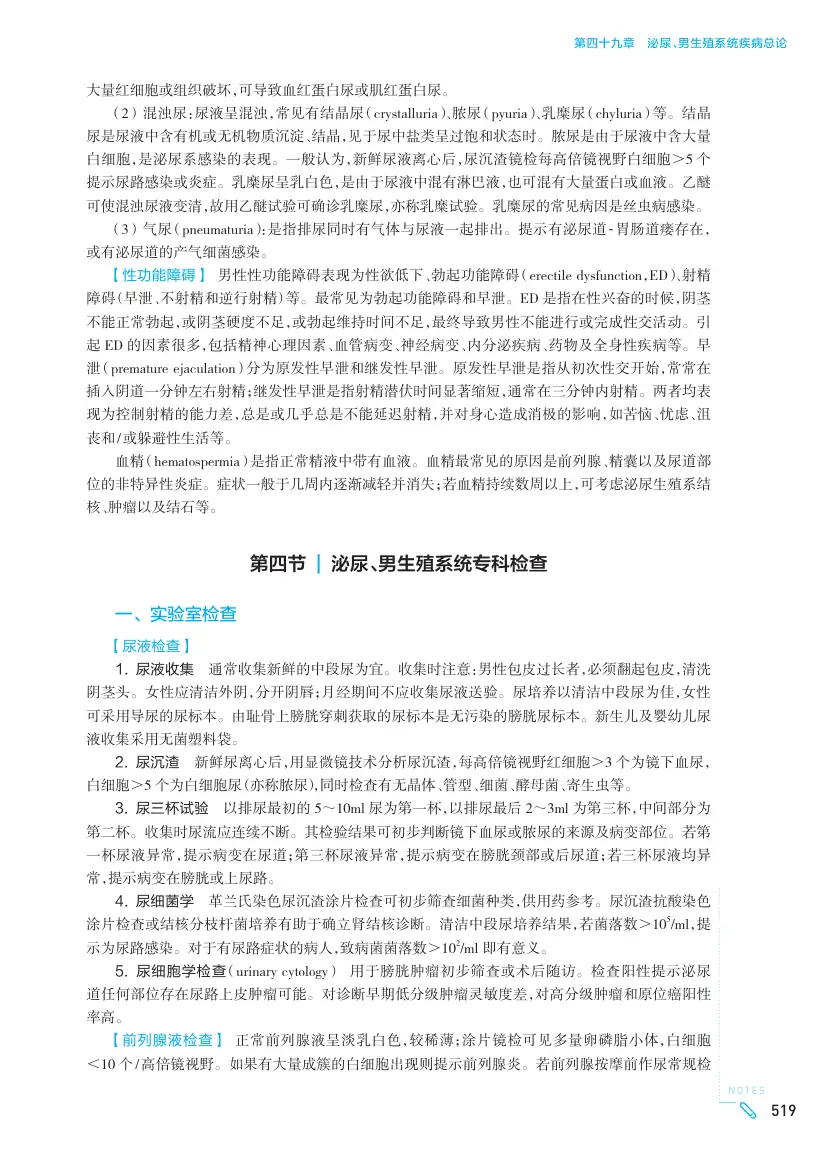 第四十九章 泌尿、男生殖系统疾病总论
大量红细胞或组织破坏,可导致血红蛋白尿或肌红蛋白尿。
(2)混浊尿:尿液呈混浊,常见有结晶尿(crystalluria)、脓尿(pyuria)、乳糜尿(chyluria)等。结晶
尿是尿液中含有机或无机物质沉淀、结晶,见于尿中盐类呈过饱和状态时。脓尿是由于尿液中含大量
白细胞,是泌尿系感染的表现。一般认为,新鲜尿液离心后,尿沉渣镜检每高倍镜视野白细胞>5个
提示尿路感染或炎症。乳糜尿呈乳白色,是由于尿液中混有淋巴液,也可混有大量蛋白或血液。乙醚
可使混浊尿液变清,故用乙醚试验可确诊乳糜尿,亦称乳糜试验。乳糜尿的常见病因是丝虫病感染。
(3)气尿(pneumaturia):是指排尿同时有气体与尿液一起排出。提示有泌尿道-胃肠道瘘存在,
或有泌尿道的产气细菌感染。
【性功能障碍】 男性性功能障碍表现为性欲低下、勃起功能障碍(erectile dysfunction,ED)、射精
障碍(早泄、不射精和逆行射精)等。最常见为勃起功能障碍和早泄。ED是指在性兴奋的时候,阴茎
不能正常勃起,或阴茎硬度不足,或勃起维持时间不足,最终导致男性不能进行或完成性交活动。引
起ED的因素很多,包括精神心理因素、血管病变、神经病变、内分泌疾病、药物及全身性疾病等。早
泄(premature ejaculation)分为原发性早泄和继发性早泄。原发性早泄是指从初次性交开始,常常在
插入阴道一分钟左右射精;继发性早泄是指射精潜伏时间显著缩短,通常在三分钟内射精。两者均表
现为控制射精的能力差,总是或几乎总是不能延迟射精,并对身心造成消极的影响,如苦恼、忧虑、沮
丧和/或躲避性生活等。
血精(hematospermia)是指正常精液中带有血液。血精最常见的原因是前列腺、精囊以及尿道部
位的非特异性炎症。症状一般于几周内逐渐减轻并消失;若血精持续数周以上,可考虑泌尿生殖系结
核、肿瘤以及结石等。
第四节 | 泌尿、男生殖系统专科检查
一、实验室检查
【尿液检查】
1. 尿液收集 通常收集新鲜的中段尿为宜。收集时注意:男性包皮过长者,必须翻起包皮,清洗
阴茎头。女性应清洁外阴,分开阴唇;月经期间不应收集尿液送验。尿培养以清洁中段尿为佳,女性
可采用导尿的尿标本。由耻骨上膀胱穿刺获取的尿标本是无污染的膀胱尿标本。新生儿及婴幼儿尿
液收集采用无菌塑料袋。
2. 尿沉渣 新鲜尿离心后,用显微镜技术分析尿沉渣,每高倍镜视野红细胞>3个为镜下血尿,
白细胞>5个为白细胞尿(亦称脓尿),同时检查有无晶体、管型、细菌、酵母菌、寄生虫等。
3. 尿三杯试验 以排尿最初的5~10ml尿为第一杯,以排尿最后2~3ml为第三杯,中间部分为
第二杯。收集时尿流应连续不断。其检验结果可初步判断镜下血尿或脓尿的来源及病变部位。若第
一杯尿液异常,提示病变在尿道;第三杯尿液异常,提示病变在膀胱颈部或后尿道;若三杯尿液均异
常,提示病变在膀胱或上尿路。
4. 尿细菌学 革兰氏染色尿沉渣涂片检查可初步筛查细菌种类,供用药参考。尿沉渣抗酸染色
涂片检查或结核分枝杆菌培养有助于确立肾结核诊断。清洁中段尿培养结果,若菌落数>10⁵/ml,提
示为尿路感染。对于有尿路症状的病人,致病菌菌落数>10²/ml即有意义。
5. 尿细胞学检查(urinary cytology) 用于膀胱肿瘤初步筛查或术后随访。检查阳性提示泌尿
道任何部位存在尿路上皮肿瘤可能。对诊断早期低分级肿瘤灵敏度差,对高分级肿瘤和原位癌阳性
率高。
【前列腺液检查】 正常前列腺液呈淡乳白色,较稀薄;涂片镜检可见多量卵磷脂小体,白细胞
<10个/高倍镜视野。如果有大量成簇的白细胞出现则提示前列腺炎。若前列腺按摩前作尿常规检
NOTES
519